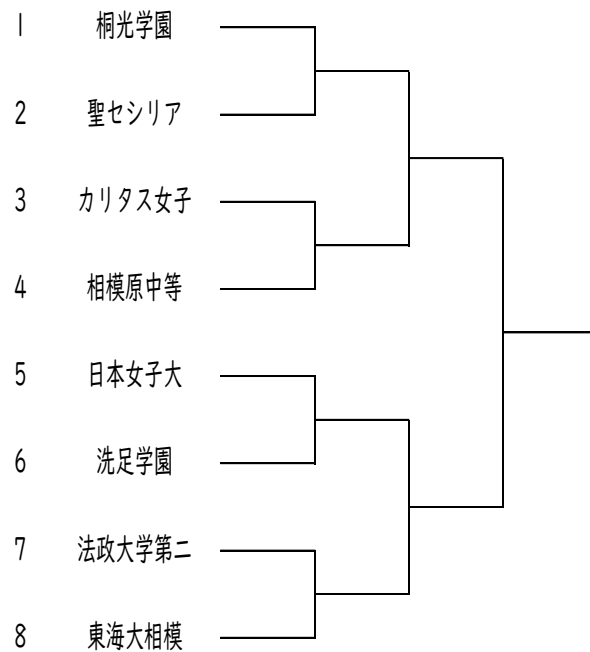 1 桐光学園
2 聖セシリア
3 カリタス女子
4 相模原中等
5 日本女子大
6 洗足学園
7 法政大学第二
8 東海大相模